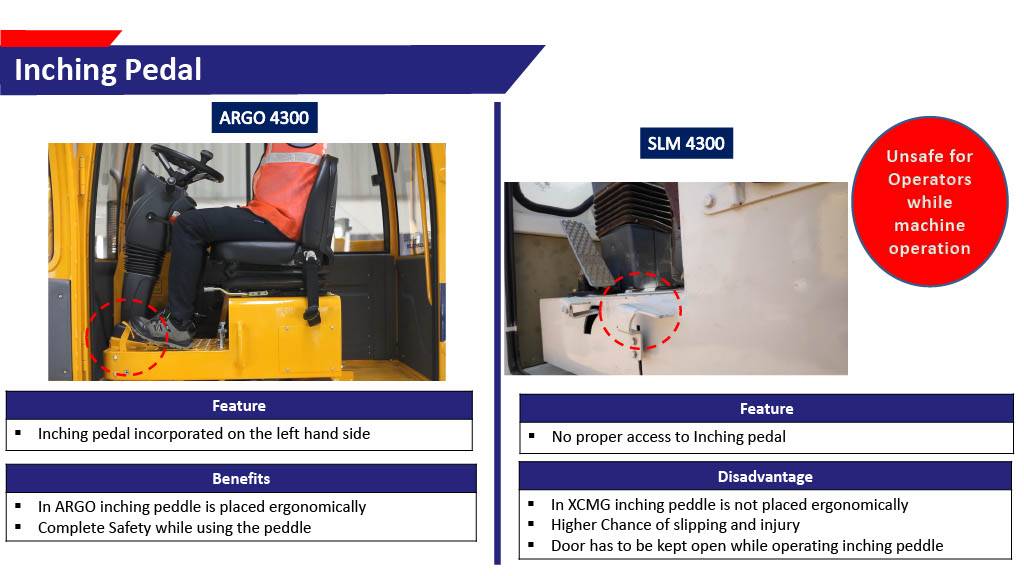 Inching Pedal
ARGO 4300
Feature
▪ Inching pedal incorporated on the left hand side
Benefits
▪ In ARGO inching peddle is placed ergonomically
▪ Complete Safety while using the peddle
SLM 4300
Unsafe for
Operators
while
machine
operation
Feature
▪ No proper access to Inching pedal
Disadvantage
▪ In XCMG inching peddle is not placed ergonomically
▪ Higher Chance of slipping and injury
▪ Door has to be kept open while operating inching peddle